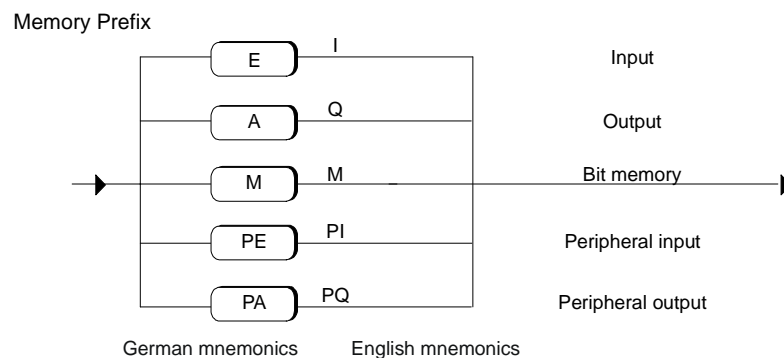 Memory Prefix
E I Input
A Q Output
M M Bit memory
PE PI Peripheral input
PA PQ Peripheral output
German mnemonics English mnemonics